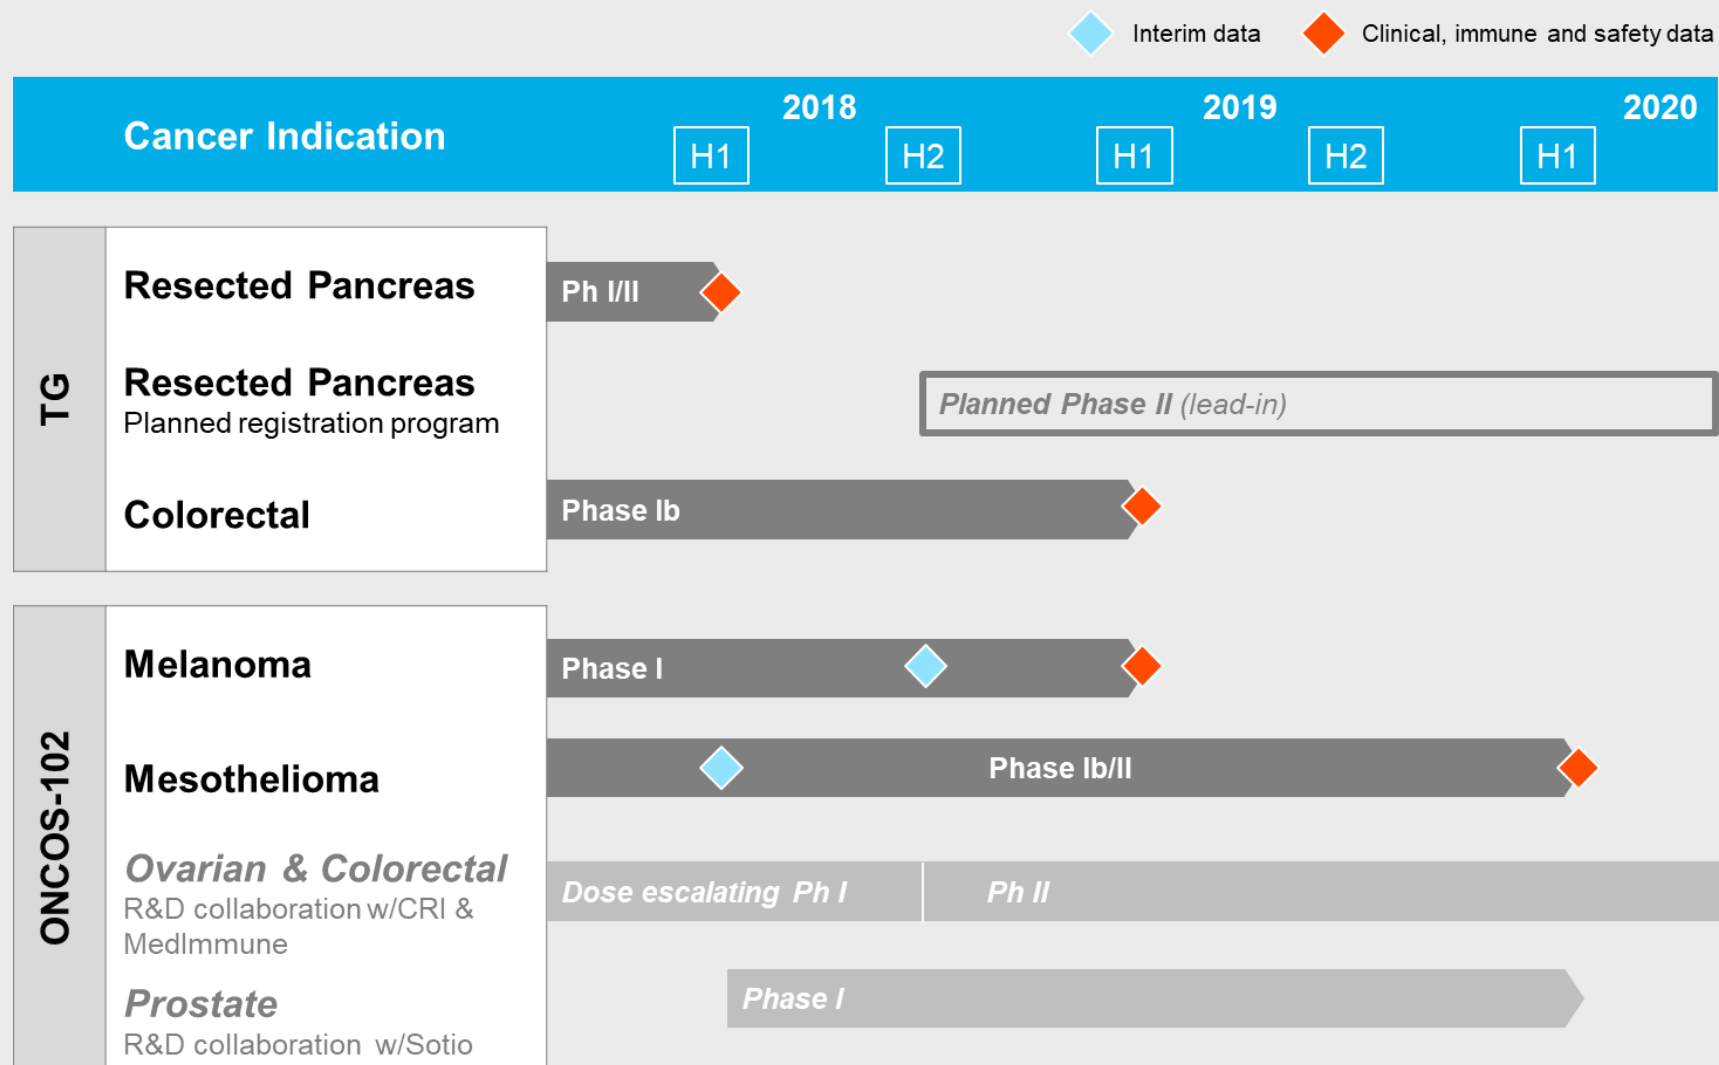 Interim data
Clinical, immune and safety data
Cancer Indication
2018
2019
2020
H1
H2
H1
H2
H1
TG
Resected Pancreas
Ph I/II
Resected Pancreas
Planned registration program
Planned Phase II (lead-in)
Colorectal
Phase Ib
ONCOS-102
Melanoma
Phase I
Mesothelioma
Phase Ib/II
Ovarian & Colorectal
R&D collaboration w/CRI &
MedImmune
Dose escalating Ph I
Ph II
Prostate
R&D collaboration w/Sotio
Phase I